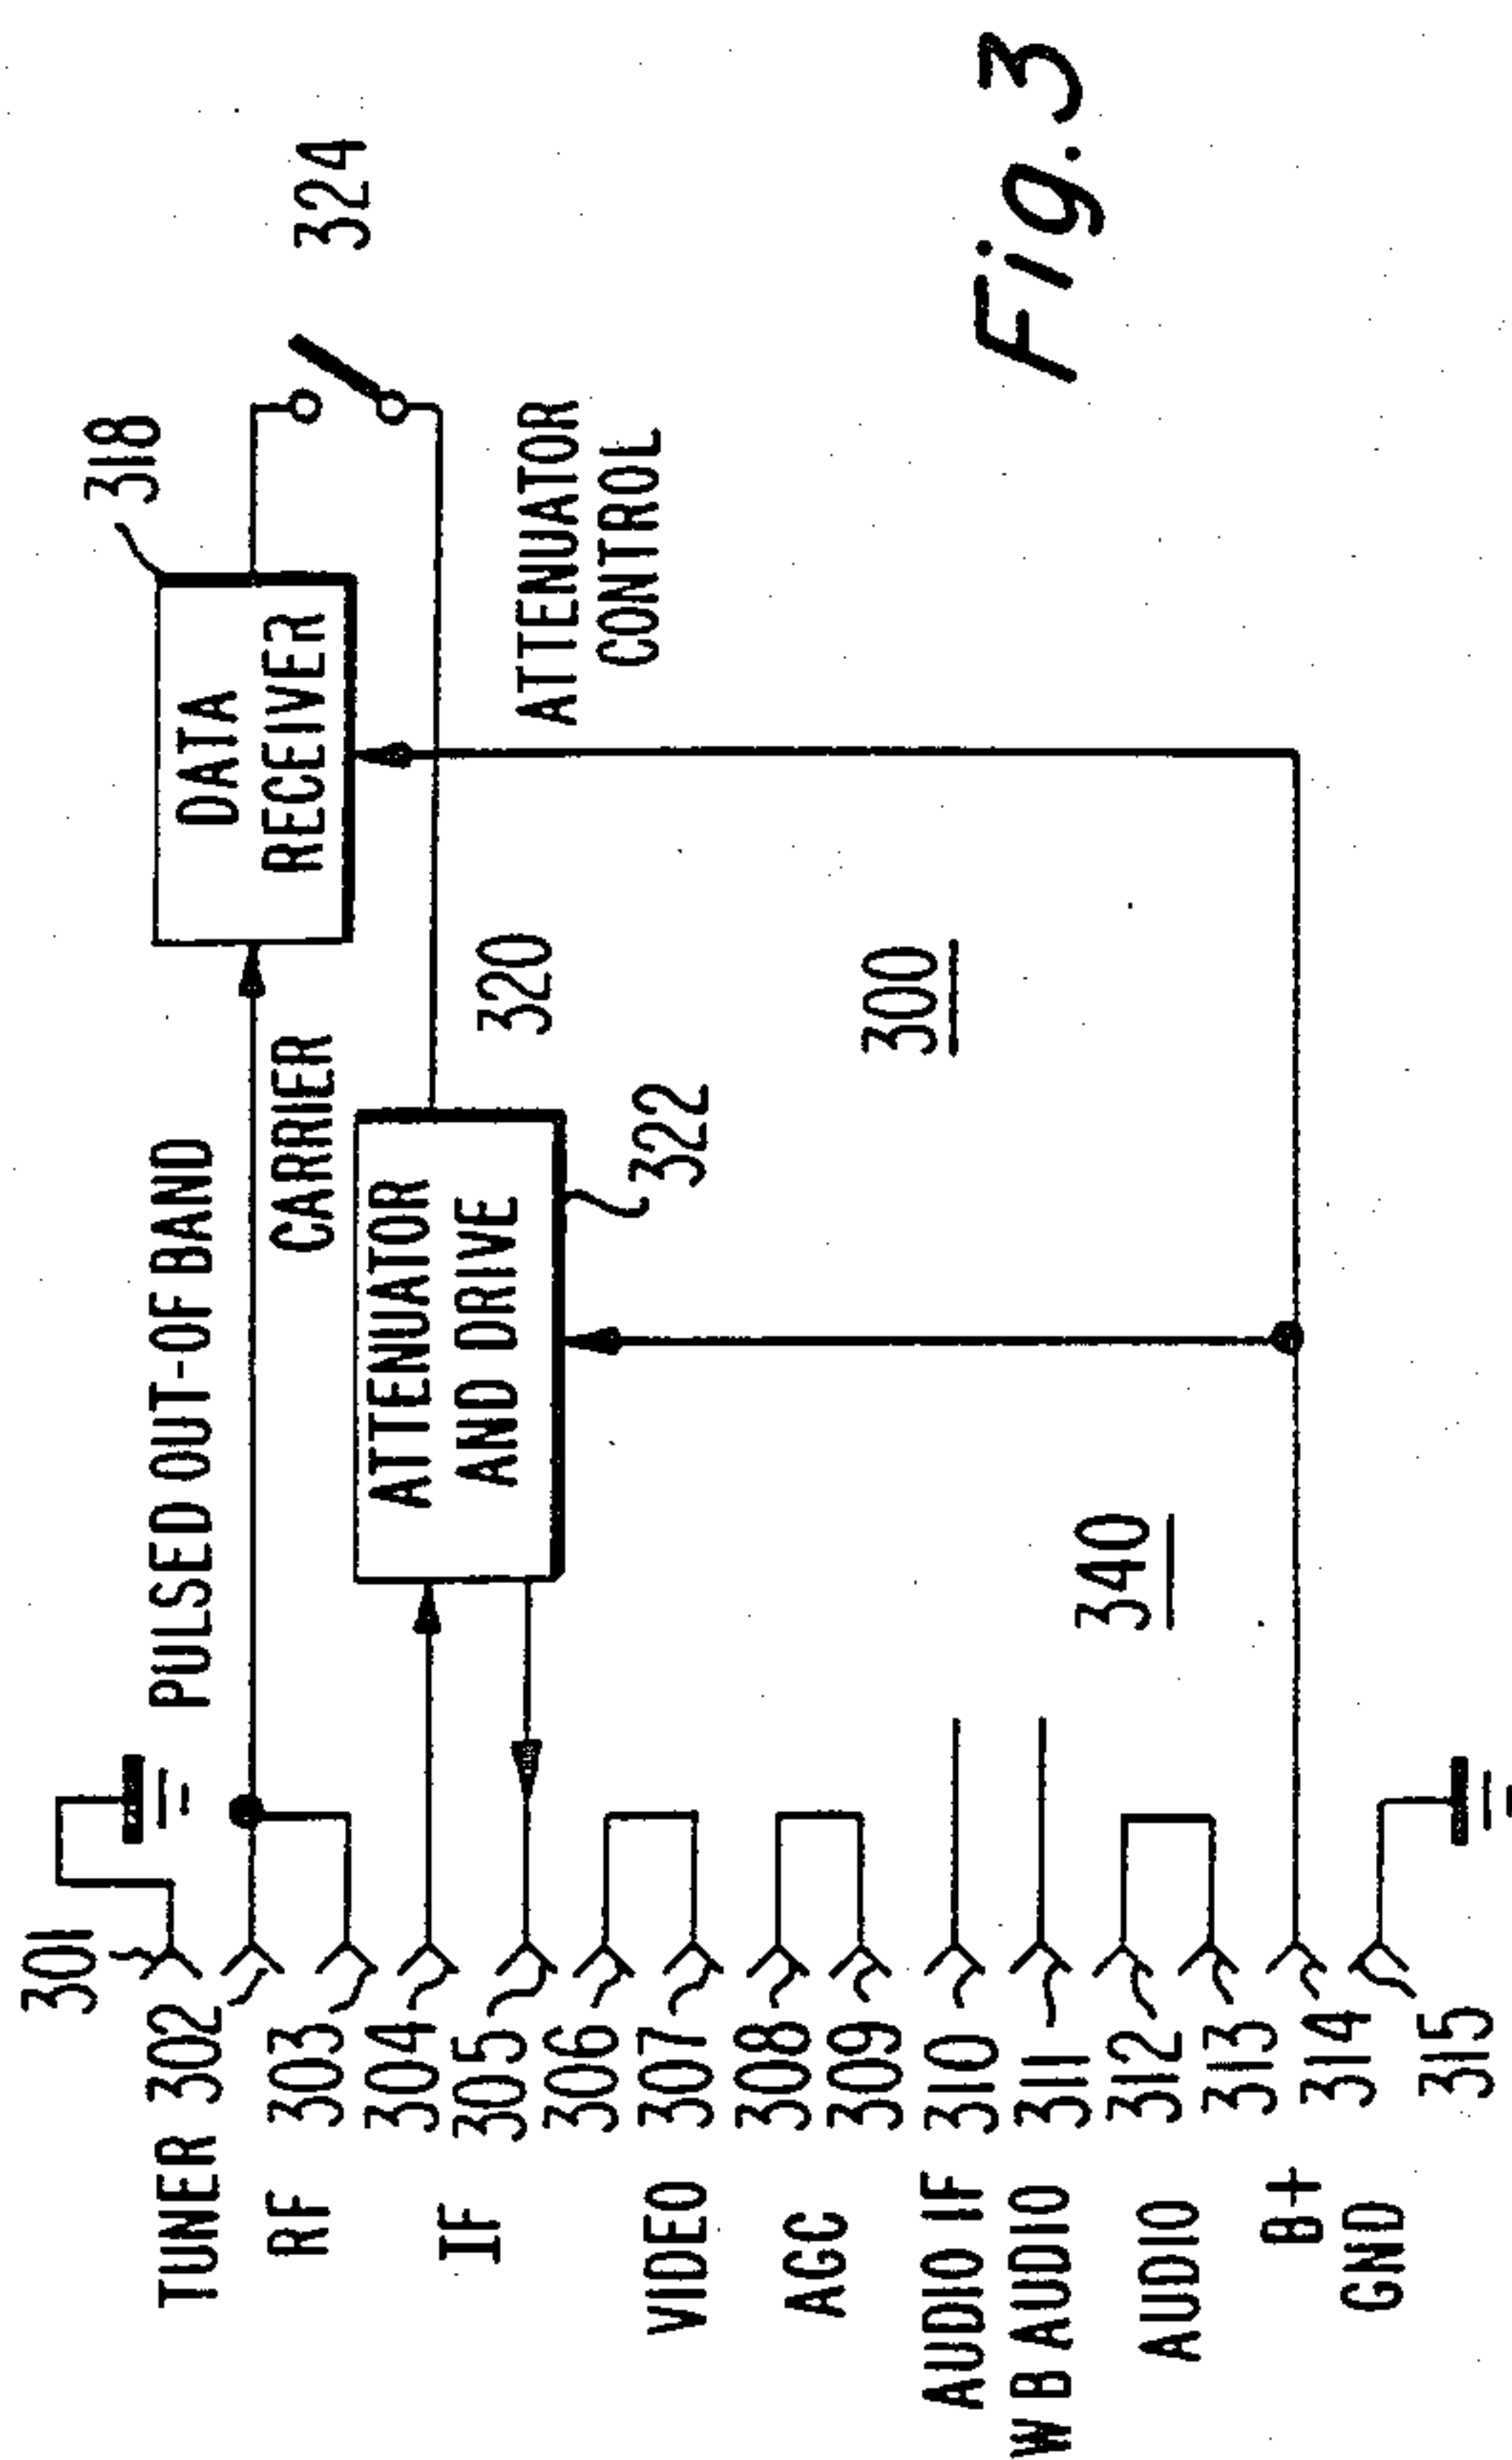 301
TUNER 302
RF 303
304
IF 305
306
VIDEO 307
308
AGC 309
AUDIO IF 310
W B AUDIO 311
312
AUDIO 313
B+ 314
GND 315
PULSED OUT-OF BAND
CARRIER
DATA
RECEIVER
318
324
ATTENUATOR
AND DRIVE
322
320
ATTENUATOR
CONTROL
300
340
Fig. 3